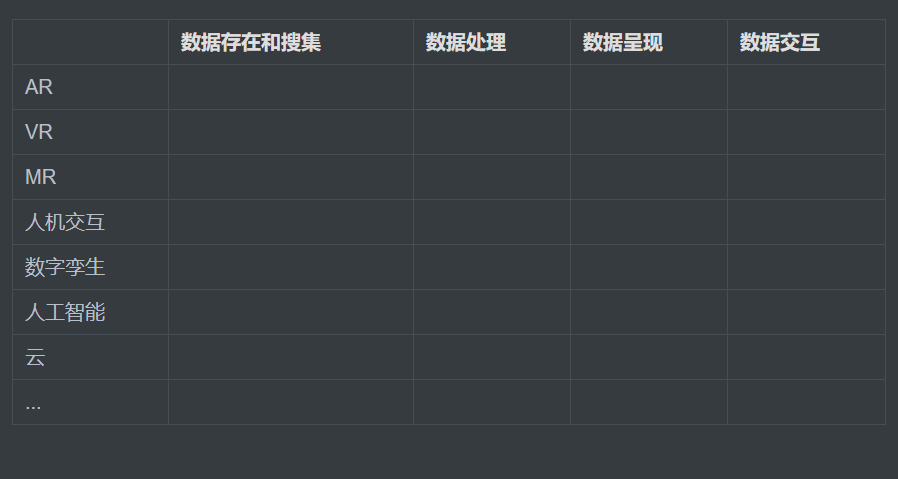 数据存在和搜集 数据处理 数据呈现 数据交互
AR
VR
MR
人机交互
数字孪生
人工智能
云
...